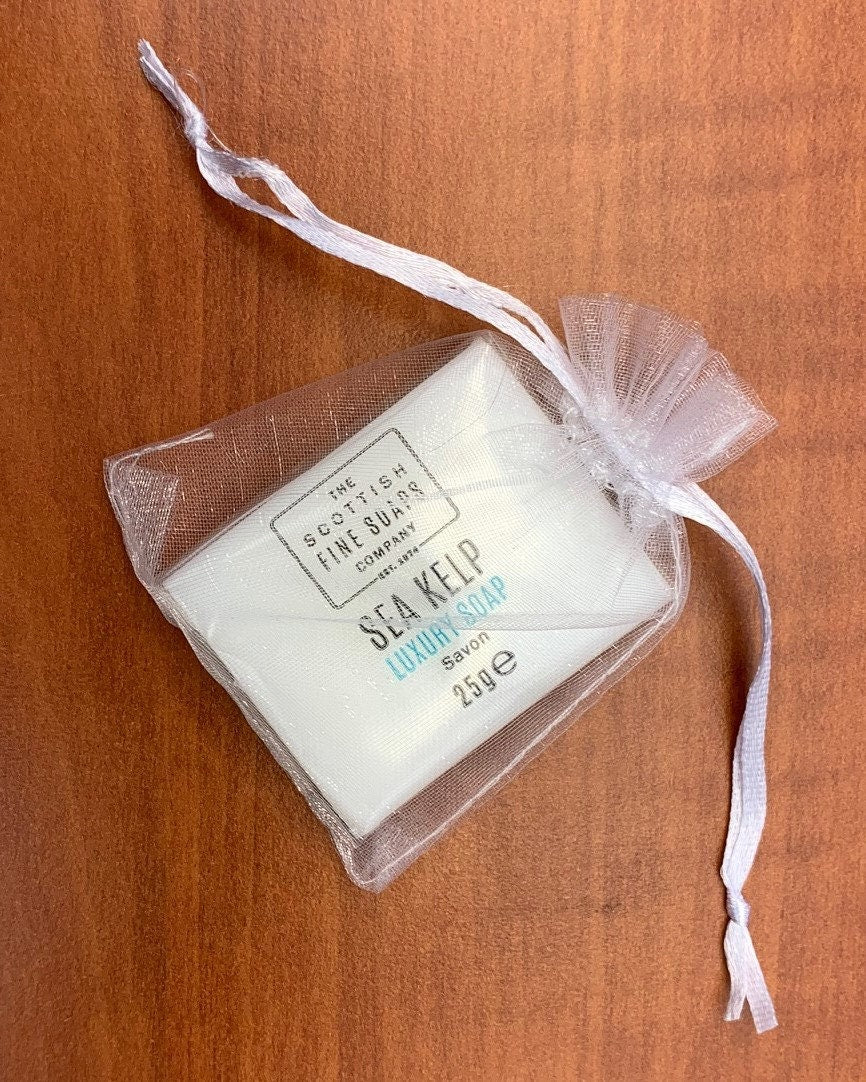 THE
SCOTTISH
FINE SOAPS
COMPANY
EST. 1974
SEA KELP
LUXURY SOAP
Savon
25g℮